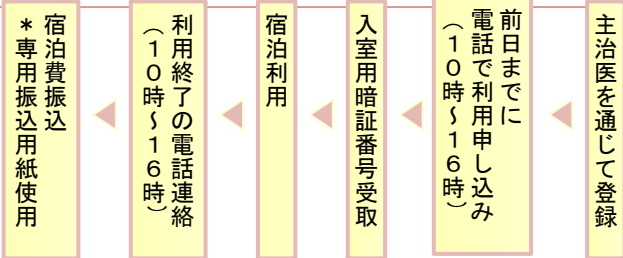 主治医を通じて登録
前日までに
電話で利用申し込み
（１０時～１６時）
入室用暗証番号受取
宿泊利用
利用終了の電話連絡
（１０時～１６時）
宿泊費振込
＊専用振込用紙使用